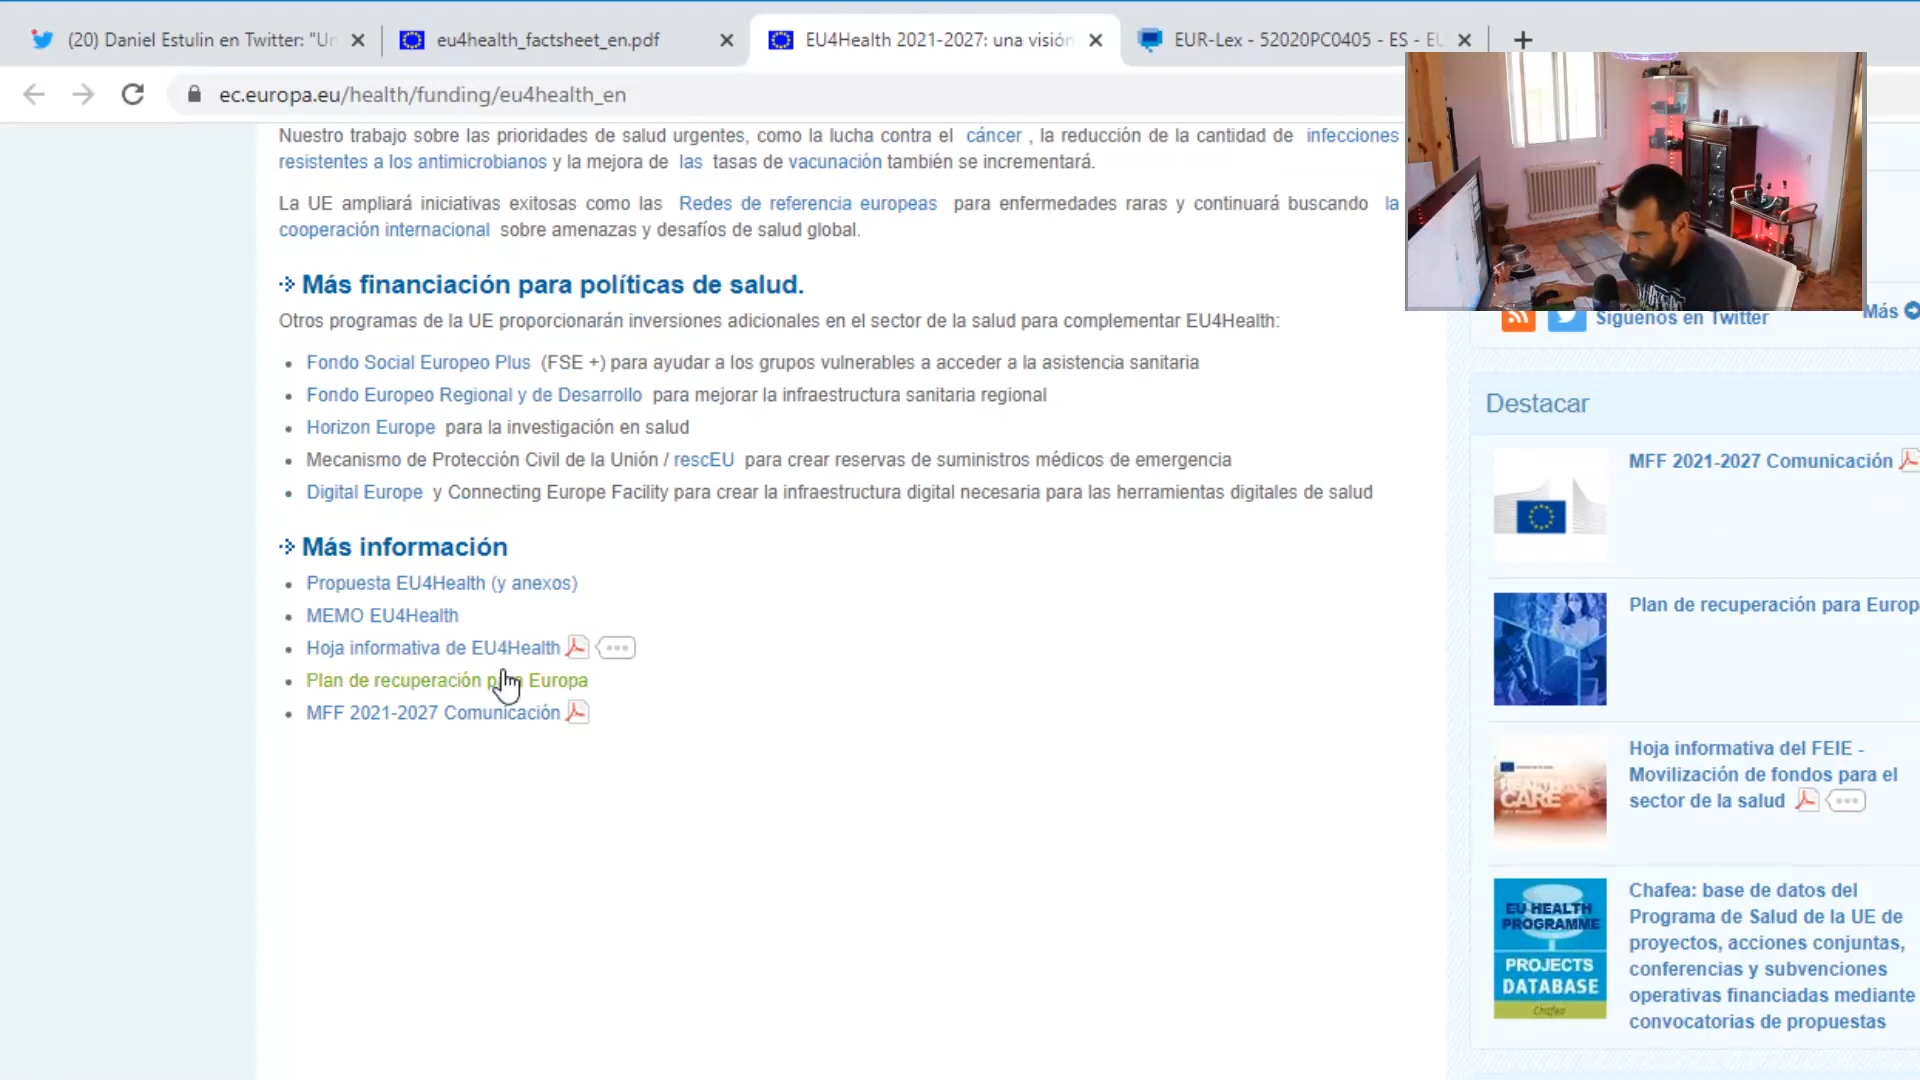 (20) Daniel Estulin en Twitter: "Un
eu4health_factsheet_en.pdf
EU4Health 2021-2027: una visión
EUR-Lex - 52020PC0405 - ES - EU
ec.europa.eu/health/funding/eu4health_en
Nuestro trabajo sobre las prioridades de salud urgentes, como la lucha contra el cáncer , la reducción de la cantidad de infecciones
resistentes a los antimicrobianos y la mejora de las tasas de vacunación también se incrementará.
La UE ampliará iniciativas exitosas como las Redes de referencia europeas para enfermedades raras y continuará buscando la
cooperación internacional sobre amenazas y desafíos de salud global.
Más financiación para políticas de salud.
Otros programas de la UE proporcionarán inversiones adicionales en el sector de la salud para complementar EU4Health:
Fondo Social Europeo Plus (FSE +) para ayudar a los grupos vulnerables a acceder a la asistencia sanitaria
Fondo Europeo Regional y de Desarrollo para mejorar la infraestructura sanitaria regional
Horizon Europe para la investigación en salud
Mecanismo de Protección Civil de la Unión / rescEU para crear reservas de suministros médicos de emergencia
Digital Europe y Connecting Europe Facility para crear la infraestructura digital necesaria para las herramientas digitales de salud
Más información
Propuesta EU4Health (y anexos)
MEMO EU4Health
Hoja informativa de EU4Health
Plan de recuperación para Europa
MFF 2021-2027 Comunicación
Síguenos en Twitter
Más
Destacar
MFF 2021-2027 Comunicación
Plan de recuperación para Europ
HEALTH
CARE
Hoja informativa del FEIE -
Movilización de fondos para el
sector de la salud
EU HEALTH
PROGRAMME
PROJECTS
DATABASE
Chafea
Chafea: base de datos del
Programa de Salud de la UE de
proyectos, acciones conjuntas,
conferencias y subvenciones
operativas financiadas mediante
convocatorias de propuestas